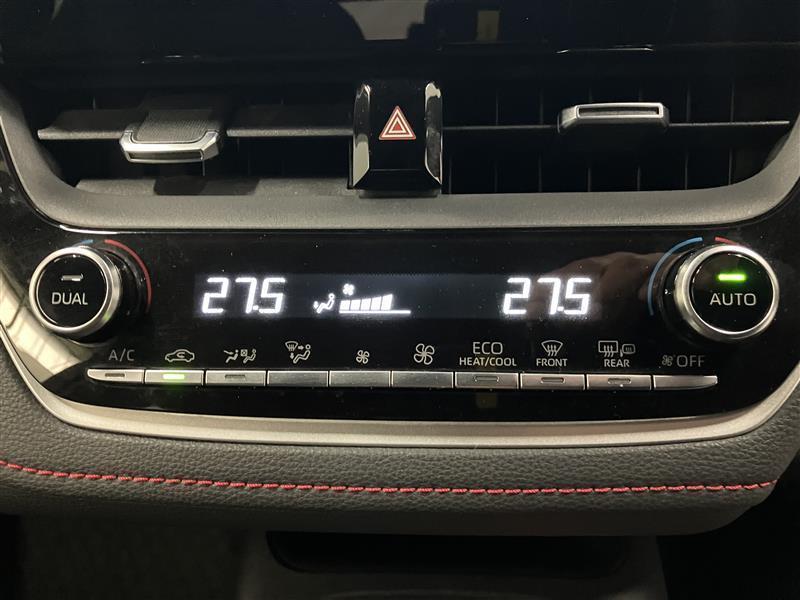 27.5 27.5
DUAL AUTO
A/C ECO HEAT/COOL FRONT REAR OFF